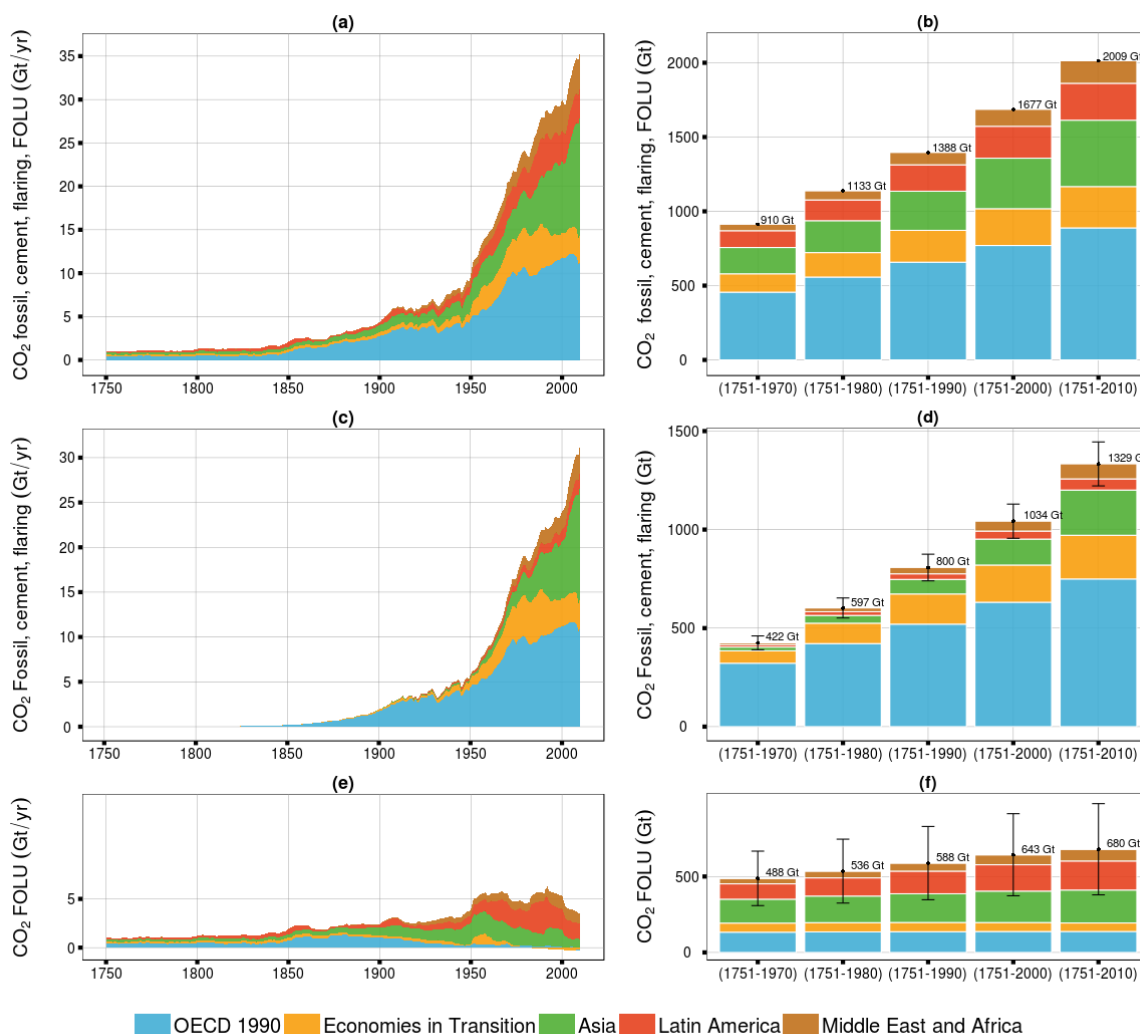 (a)
CO2 fossil, cement, flaring, FOLU (Gt/yr)
35
30
25
20
15
10
5
0
1750 1800 1850 1900 1950 2000
(b)
CO2 fossil, cement, flaring, FOLU (Gt)
2000
1500
1000
500
0
910 Gt
1133 Gt
1388 Gt
1677 Gt
2009 Gt
(1751-1970) (1751-1980) (1751-1990) (1751-2000) (1751-2010)
(c)
CO2 Fossil, cement, flaring (Gt/yr)
30
25
20
15
10
5
0
1750 1800 1850 1900 1950 2000
(d)
CO2 Fossil, cement, flaring (Gt)
1500
1000
500
0
422 Gt
597 Gt
800 Gt
1034 Gt
1329 G
(1751-1970) (1751-1980) (1751-1990) (1751-2000) (1751-2010)
(e)
CO2 FOLU (Gt/yr)
5
0
1750 1800 1850 1900 1950 2000
(f)
CO2 FOLU (Gt)
500
0
488 Gt
536 Gt
588 Gt
643 Gt
680 Gt
(1751-1970) (1751-1980) (1751-1990) (1751-2000) (1751-2010)
OECD 1990 Economies in Transition Asia Latin America Middle East and Africa